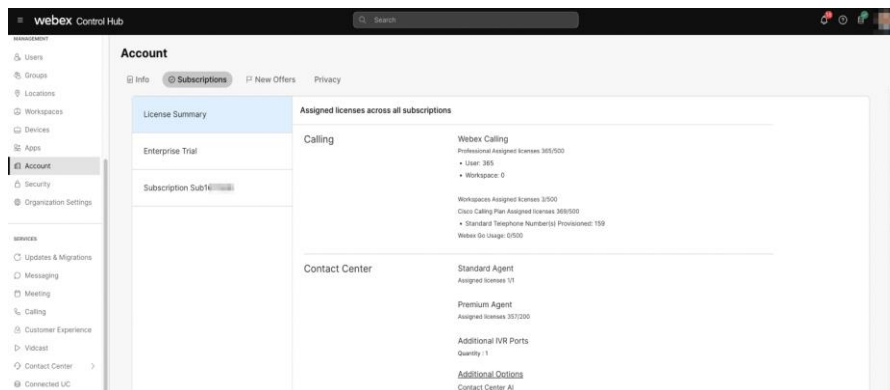 webex Control Hub
Search
MANAGEMENT
Users
Groups
Locations
Workspaces
Devices
Apps
Account
Security
Organization Settings
SERVICES
Updates & Migrations
Messaging
Meeting
Calling
Customer Experience
Vidcast
Contact Center
Connected UC
Account
Info
Subscriptions
New Offers
Privacy
License Summary
Enterprise Trial
Subscription Sub16
Assigned licenses across all subscriptions
Calling
Webex Calling
Professional Assigned licenses 365/500
• User: 365
• Workspace: 0
Workspaces Assigned licenses 3/500
Cisco Calling Plan Assigned licenses 369/500
• Standard Telephone Number(s) Provisioned: 159
Webex Go Usage: 0/500
Contact Center
Standard Agent
Assigned licenses 1/1
Premium Agent
Assigned licenses 357/200
Additional IVR Ports
Quantity : 1
Additional Options
Contact Center AI